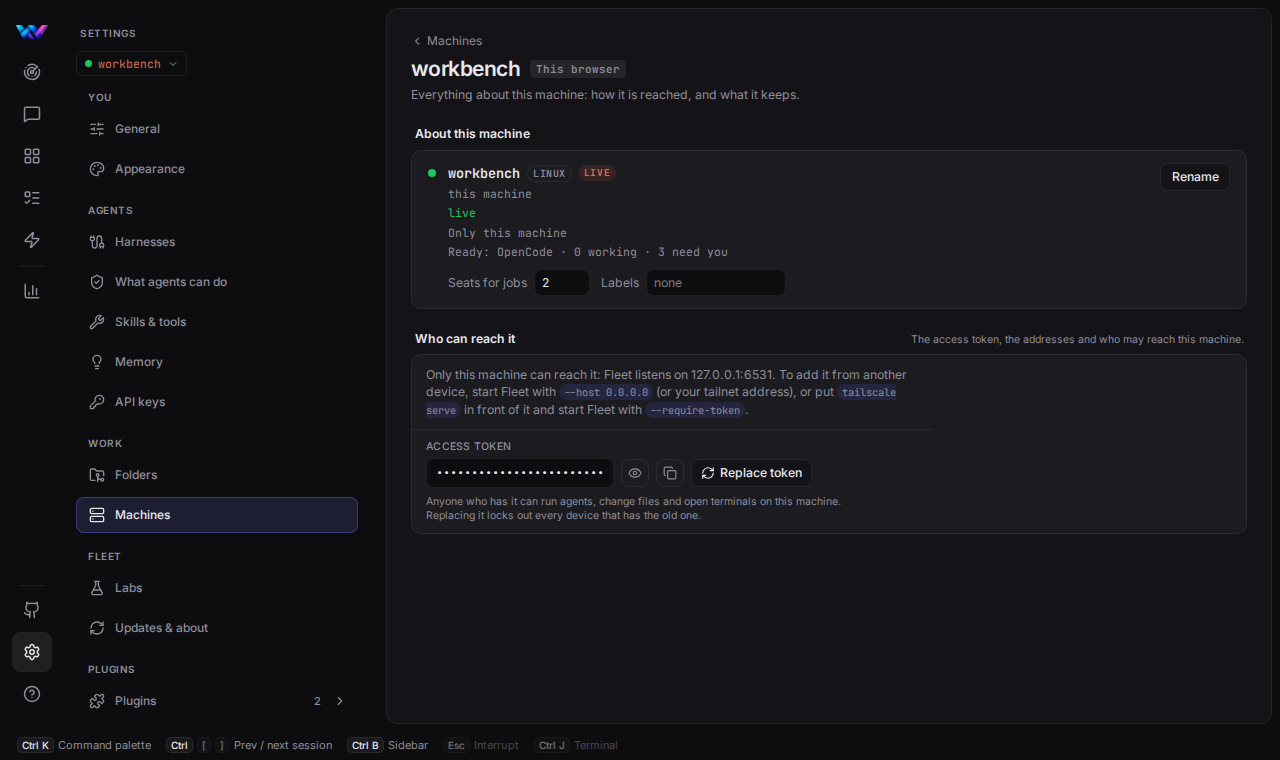 SETTINGS
workbench
YOU
General
Appearance
AGENTS
Harnesses
What agents can do
Skills & tools
Memory
API keys
WORK
Folders
Machines
FLEET
Labs
Updates & about
PLUGINS
Plugins 2
Machines
workbench This browser
Everything about this machine: how it is reached, and what it keeps.
About this machine
workbench LINUX LIVE
Rename
this machine
live
Only this machine
Ready: OpenCode · 0 working · 3 need you
Seats for jobs 2 Labels none
Who can reach it
The access token, the addresses and who may reach this machine.
Only this machine can reach it: Fleet listens on 127.0.0.1:6531. To add it from another
device, start Fleet with --host 0.0.0.0 (or your tailnet address), or put tailscale
serve in front of it and start Fleet with --require-token.
ACCESS TOKEN
•••••••••••••••••••••••• Replace token
Anyone who has it can run agents, change files and open terminals on this machine.
Replacing it locks out every device that has the old one.
Ctrl K Command palette Ctrl [ ] Prev / next session Ctrl B Sidebar Esc Interrupt Ctrl J Terminal